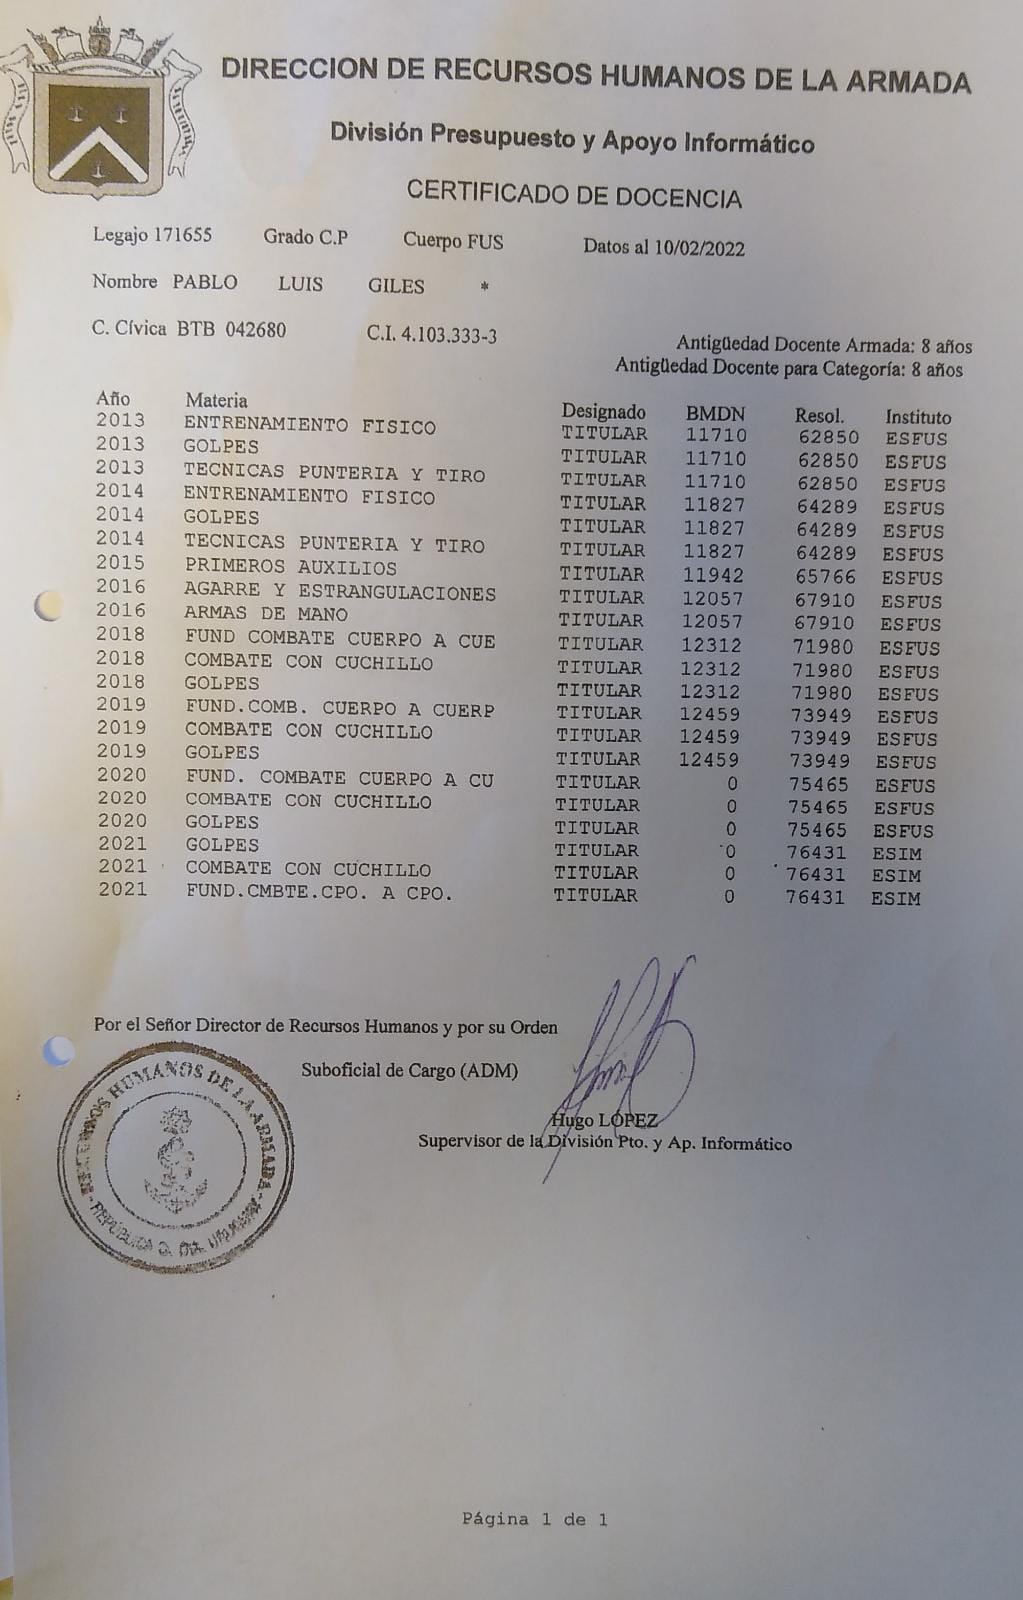 DIRECCION DE RECURSOS HUMANOS DE LA ARMADA
División Presupuesto y Apoyo Informático
CERTIFICADO DE DOCENCIA
Legajo 171655 Grado C.P Cuerpo FUS Datos al 10/02/2022
Nombre PABLO LUIS GILES *
C. Cívica BTB 042680 C.I. 4.103.333-3
Antigüedad Docente Armada: 8 años
Antigüedad Docente para Categoría: 8 años
Año Materia Designado BMDN Resol. Instituto
2013 ENTRENAMIENTO FISICO TITULAR 11710 62850 ESFUS
2013 GOLPES TITULAR 11710 62850 ESFUS
2013 TECNICAS PUNTERIA Y TIRO TITULAR 11710 62850 ESFUS
2014 ENTRENAMIENTO FISICO TITULAR 11827 64289 ESFUS
2014 GOLPES TITULAR 11827 64289 ESFUS
2014 TECNICAS PUNTERIA Y TIRO TITULAR 11827 64289 ESFUS
2015 PRIMEROS AUXILIOS TITULAR 11942 65766 ESFUS
2016 AGARRE Y ESTRANGULACIONES TITULAR 12057 67910 ESFUS
2016 ARMAS DE MANO TITULAR 12057 67910 ESFUS
2018 FUND COMBATE CUERPO A CUE TITULAR 12312 71980 ESFUS
2018 COMBATE CON CUCHILLO TITULAR 12312 71980 ESFUS
2018 GOLPES TITULAR 12312 71980 ESFUS
2019 FUND.COMB. CUERPO A CUERP TITULAR 12459 73949 ESFUS
2019 COMBATE CON CUCHILLO TITULAR 12459 73949 ESFUS
2019 GOLPES TITULAR 12459 73949 ESFUS
2020 FUND. COMBATE CUERPO A CU TITULAR 0 75465 ESFUS
2020 COMBATE CON CUCHILLO TITULAR 0 75465 ESFUS
2020 GOLPES TITULAR 0 75465 ESFUS
2021 GOLPES TITULAR 0 76431 ESIM
2021 COMBATE CON CUCHILLO TITULAR 0 76431 ESIM
2021 FUND.CMBTE.CPO. A CPO. TITULAR 0 76431 ESIM
Por el Señor Director de Recursos Humanos y por su Orden
Suboficial de Cargo (ADM)
Hugo LÓPEZ
Supervisor de la División Pto. y Ap. Informático
RECURSOS HUMANOS DE LA ARMADA
REPÚBLICA O. DEL URUGUAY
Página 1 de 1